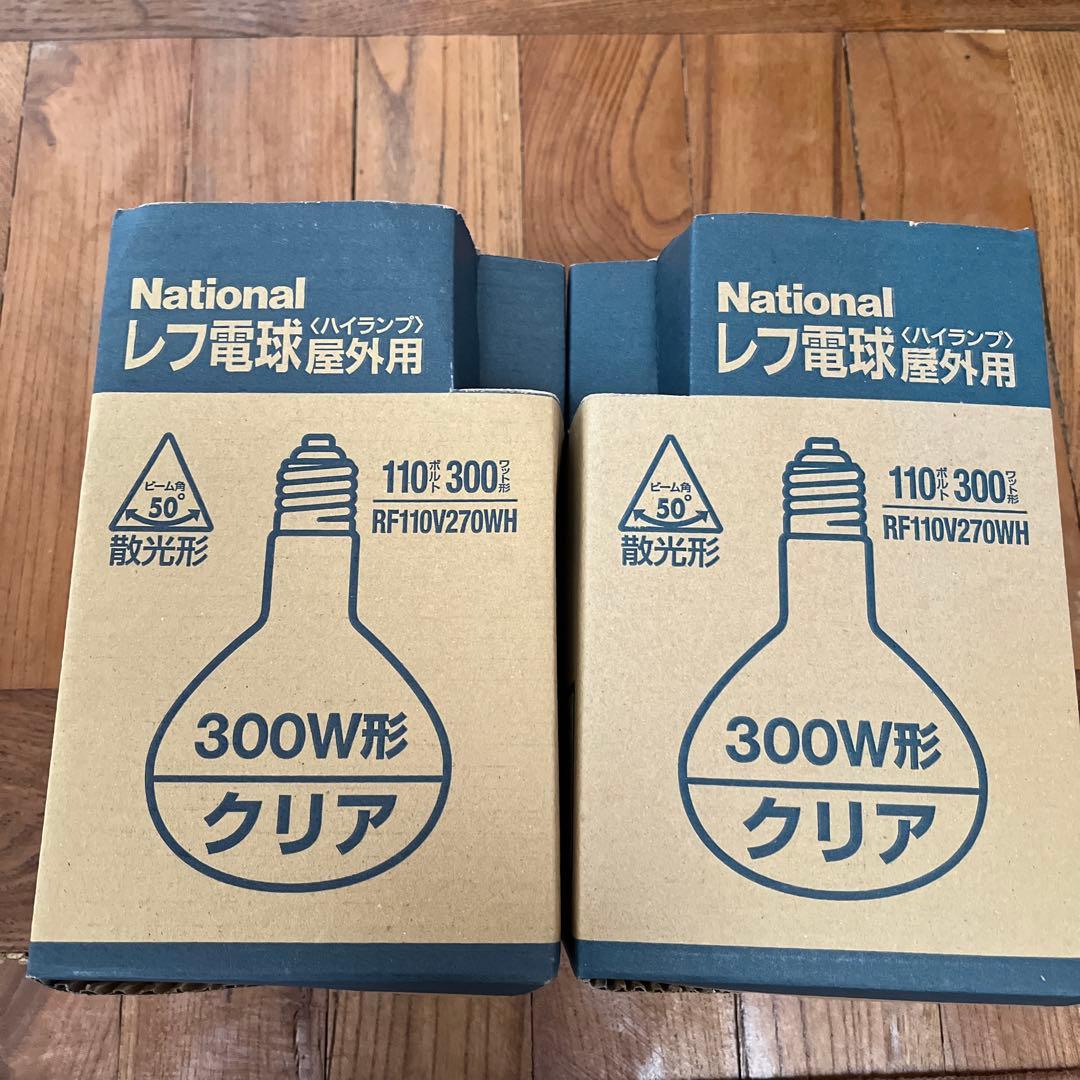 National
レフ電球〈ハイランプ〉屋外用
ビーム角
50°
散光形
110ボルト300ワット形
RF110V270WH
300W形
クリア
National
レフ電球〈ハイランプ〉屋外用
ビーム角
50°
散光形
110ボルト300ワット形
RF110V270WH
300W形
クリア